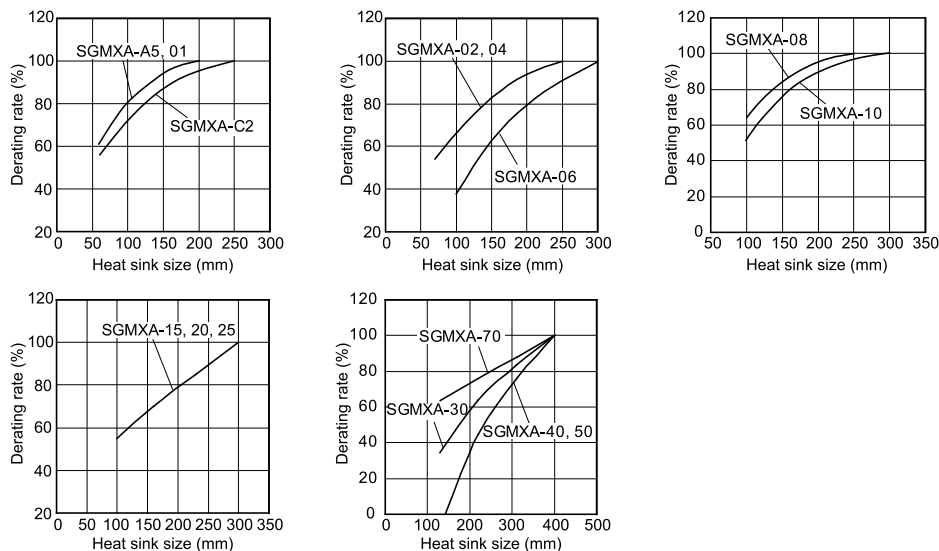 120
100
80
60
40
20
0 50 100 150 200 250 300
Derating rate (%)
Heat sink size (mm)
SGMXA-A5, 01
SGMXA-C2
120
100
80
60
40
20
0 50 100 150 200 250 300
Derating rate (%)
Heat sink size (mm)
SGMXA-02, 04
SGMXA-06
120
100
80
60
40
20
0
50 100 150 200 250 300 350
Derating rate (%)
Heat sink size (mm)
SGMXA-08
SGMXA-10
120
100
80
60
40
20
0 50 100 150 200 250 300 350
Derating rate (%)
Heat sink size (mm)
SGMXA-15, 20, 25
120
100
80
60
40
20
0
0 100 200 300 400 500
Derating rate (%)
Heat sink size (mm)
SGMXA-70
SGMXA-30
SGMXA-40, 50